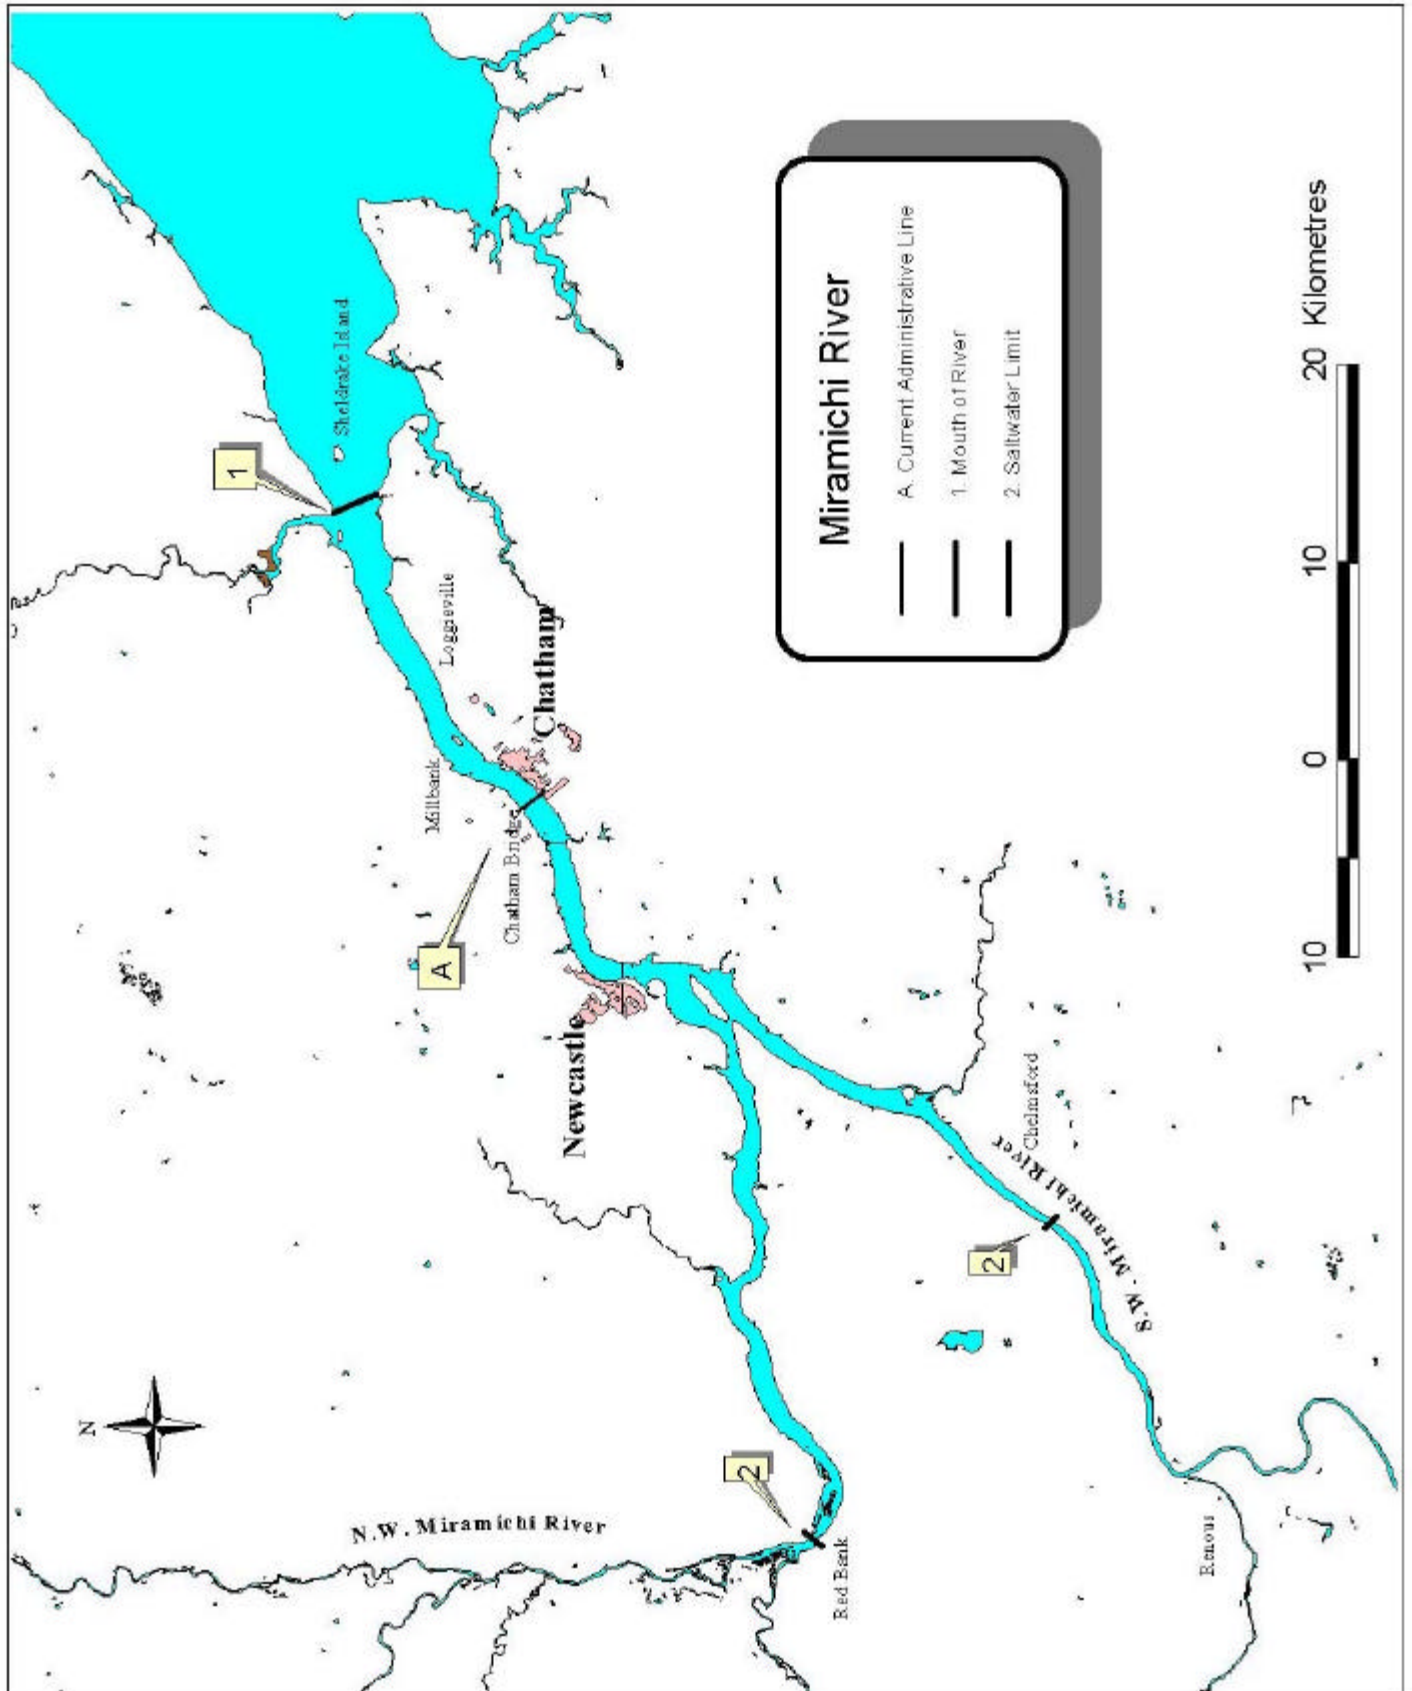 Miramichi River
A. Current Administrative Line
1. Mouth of River
2. Saltwater Limit
N
1
Sheldrake Island
Loggieville
Chatham
Millbank
Chatham Bridge
A
Newcastle
Chelmsford
S.W. Miramichi River
2
2
N.W. Miramichi River
Red Bank
Renous
10 0 10 20 Kilometres